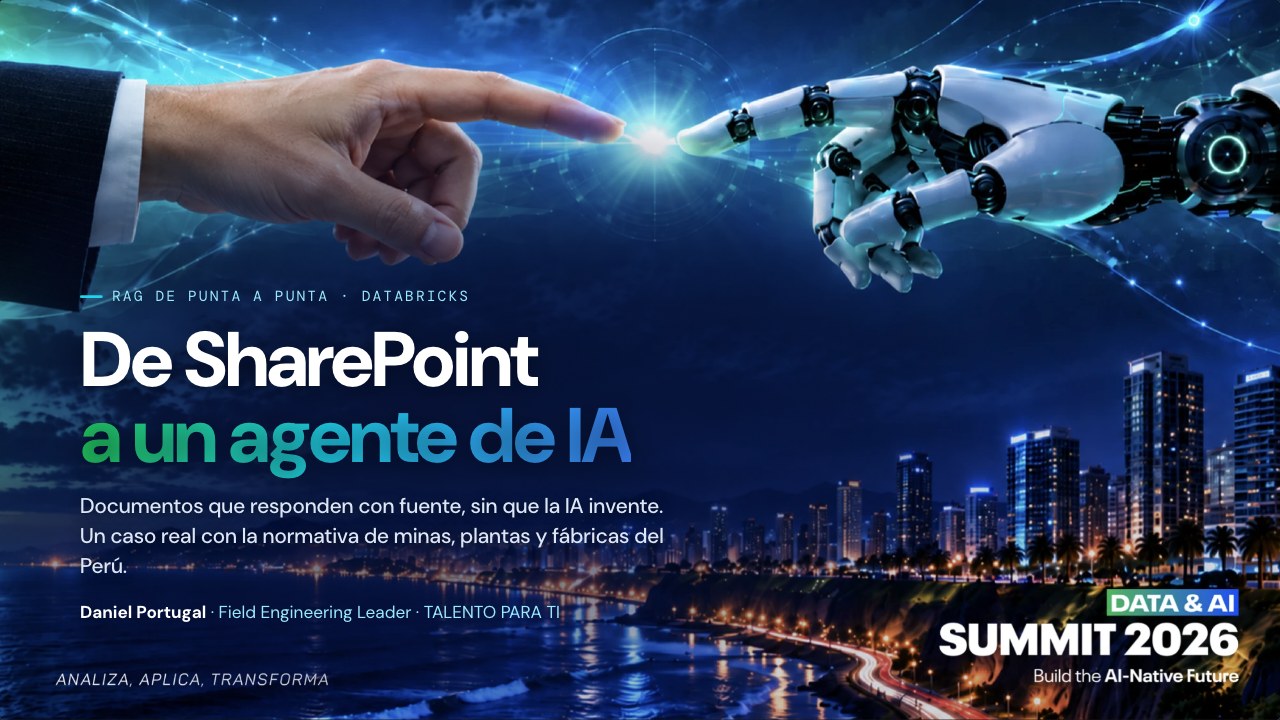 RAG DE PUNTA A PUNTA · DATABRICKS
De SharePoint
a un agente de IA
Documentos que responden con fuente, sin que la IA invente.
Un caso real con la normativa de minas, plantas y fábricas del
Perú.
Daniel Portugal · Field Engineering Leader · TALENTO PARA TI
ANALIZA, APLICA, TRANSFORMA
DATA & AI
SUMMIT 2026
Build the AI-Native Future